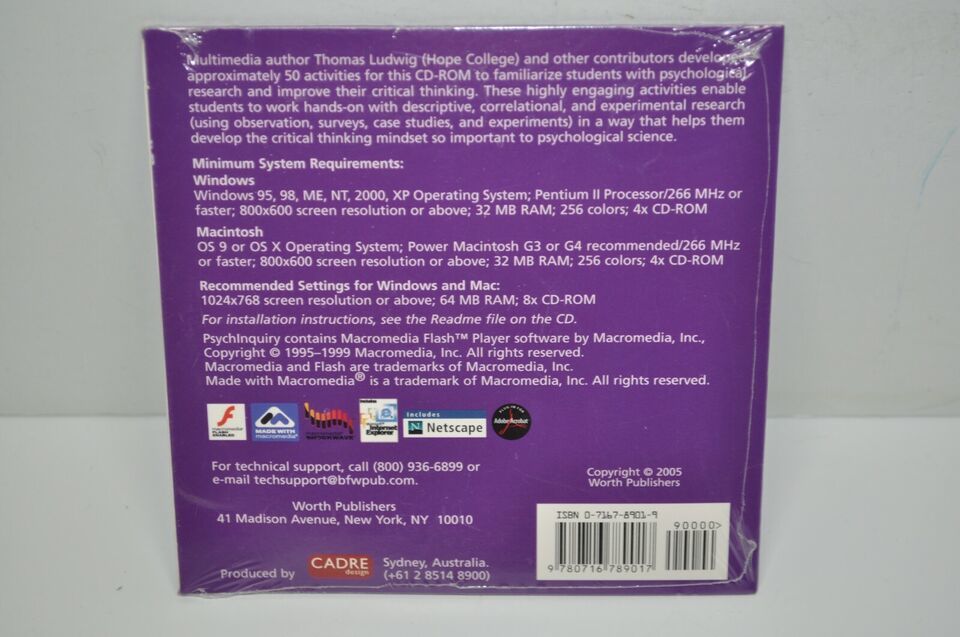 Multimedia author Thomas Ludwig (Hope College) and other contributors developed
approximately 50 activities for this CD-ROM to familiarize students with psychological
research and improve their critical thinking. These highly engaging activities enable
students to work hands-on with descriptive, correlational, and experimental research
(using observation, surveys, case studies, and experiments) in a way that helps them
develop the critical thinking mindset so important to psychological science.
Minimum System Requirements:
Windows
Windows 95, 98, ME, NT, 2000, XP Operating System; Pentium II Processor/266 MHz or
faster; 800x600 screen resolution or above; 32 MB RAM; 256 colors; 4x CD-ROM
Macintosh
OS 9 or OS X Operating System; Power Macintosh G3 or G4 recommended/266 MHz
or faster; 800x600 screen resolution or above; 32 MB RAM; 256 colors; 4x CD-ROM
Recommended Settings for Windows and Mac:
1024x768 screen resolution or above; 64 MB RAM; 8x CD-ROM
For installation instructions, see the Readme file on the CD.
PsychInquiry contains Macromedia Flash™ Player software by Macromedia, Inc.,
Copyright © 1995–1999 Macromedia, Inc. All rights reserved.
Macromedia and Flash are trademarks of Macromedia, Inc.
Made with Macromedia® is a trademark of Macromedia, Inc. All rights reserved.
macromedia
FLASH
ENABLED
MADE WITH
macromedia®
macromedia
SHOCKWAVE
Includes
Internet
Explorer
Includes
N Netscape
Adobe Acrobat
For technical support, call (800) 936-6899 or
e-mail techsupport@bfwpub.com.
Copyright © 2005
Worth Publishers
Worth Publishers
41 Madison Avenue, New York, NY 10010
Produced by
CADRE
design
Sydney, Australia.
(+61 2 8514 8900)
ISBN 0-7167-8901-9
90000>
9 780716 789017